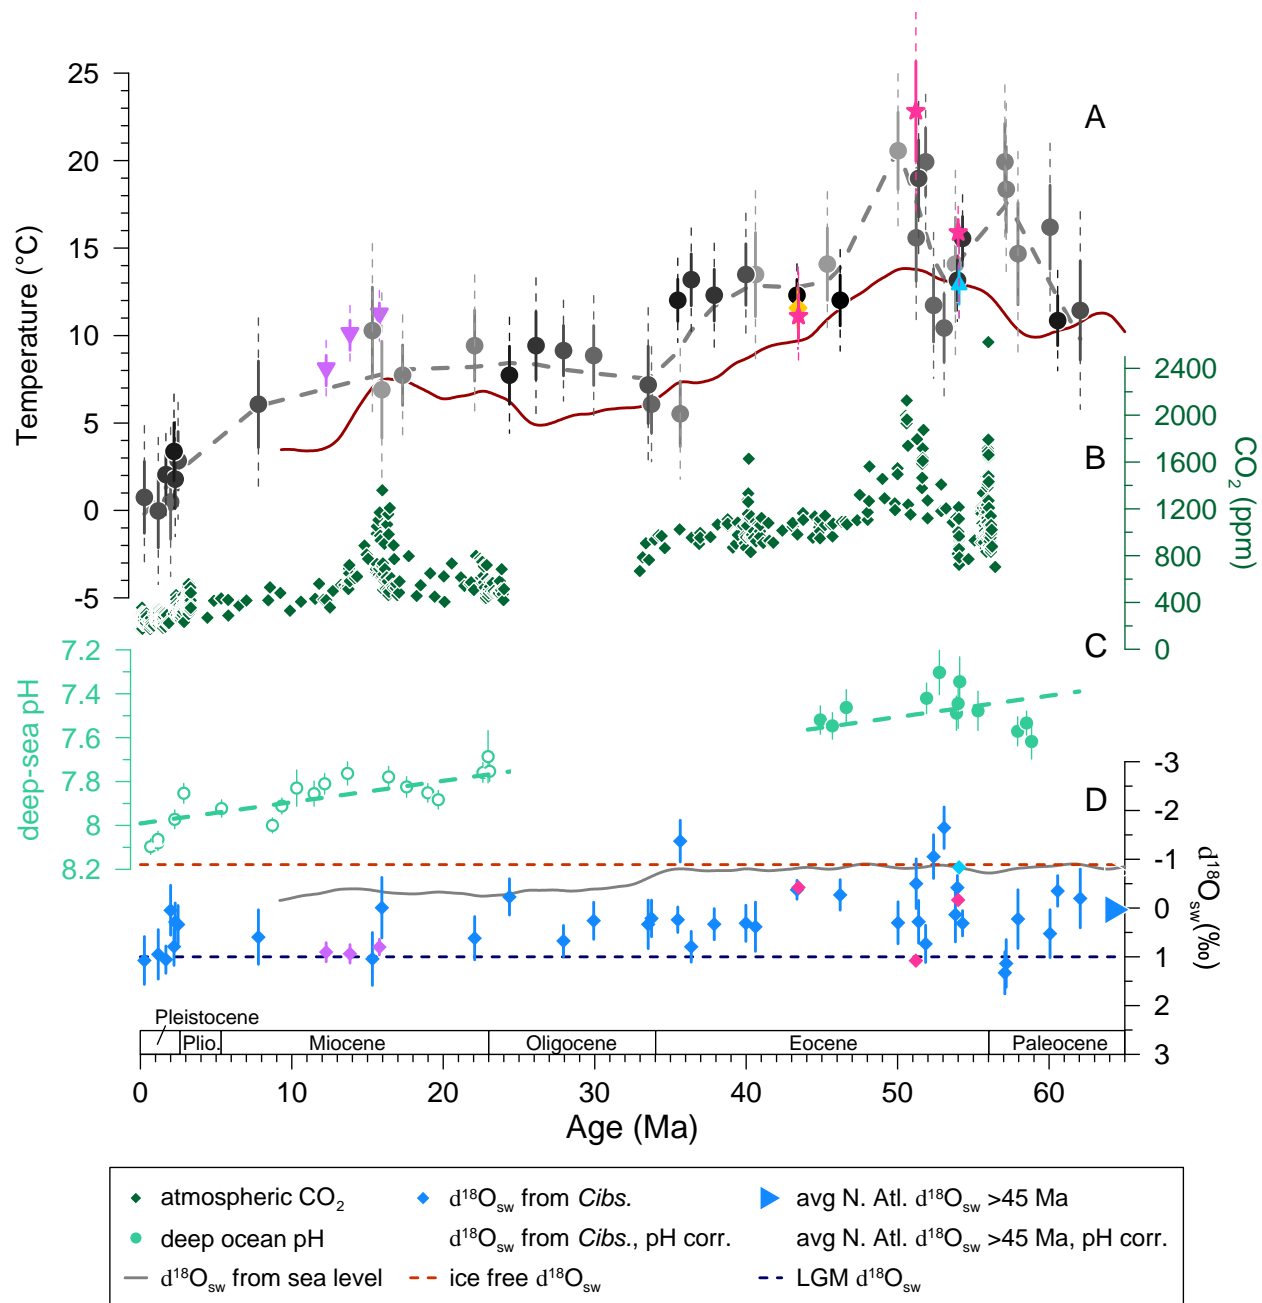 A
25
20
15
10
5
0
-5
Temperature (°C)
B
2400
2000
1600
1200
800
400
0
CO2 (ppm)
C
7.2
7.4
7.6
7.8
8
8.2
deep-sea pH
D
-3
-2
-1
0
1
2
3
d18Osw (‰)
Pleistocene
Plio.
Miocene
Oligocene
Eocene
Paleocene
0 10 20 30 40 50 60
Age (Ma)
atmospheric CO2
d18Osw from Cibs.
avg N. Atl. d18Osw >45 Ma
deep ocean pH
d18Osw from Cibs., pH corr.
avg N. Atl. d18Osw >45 Ma, pH corr.
d18Osw from sea level
ice free d18Osw
LGM d18Osw